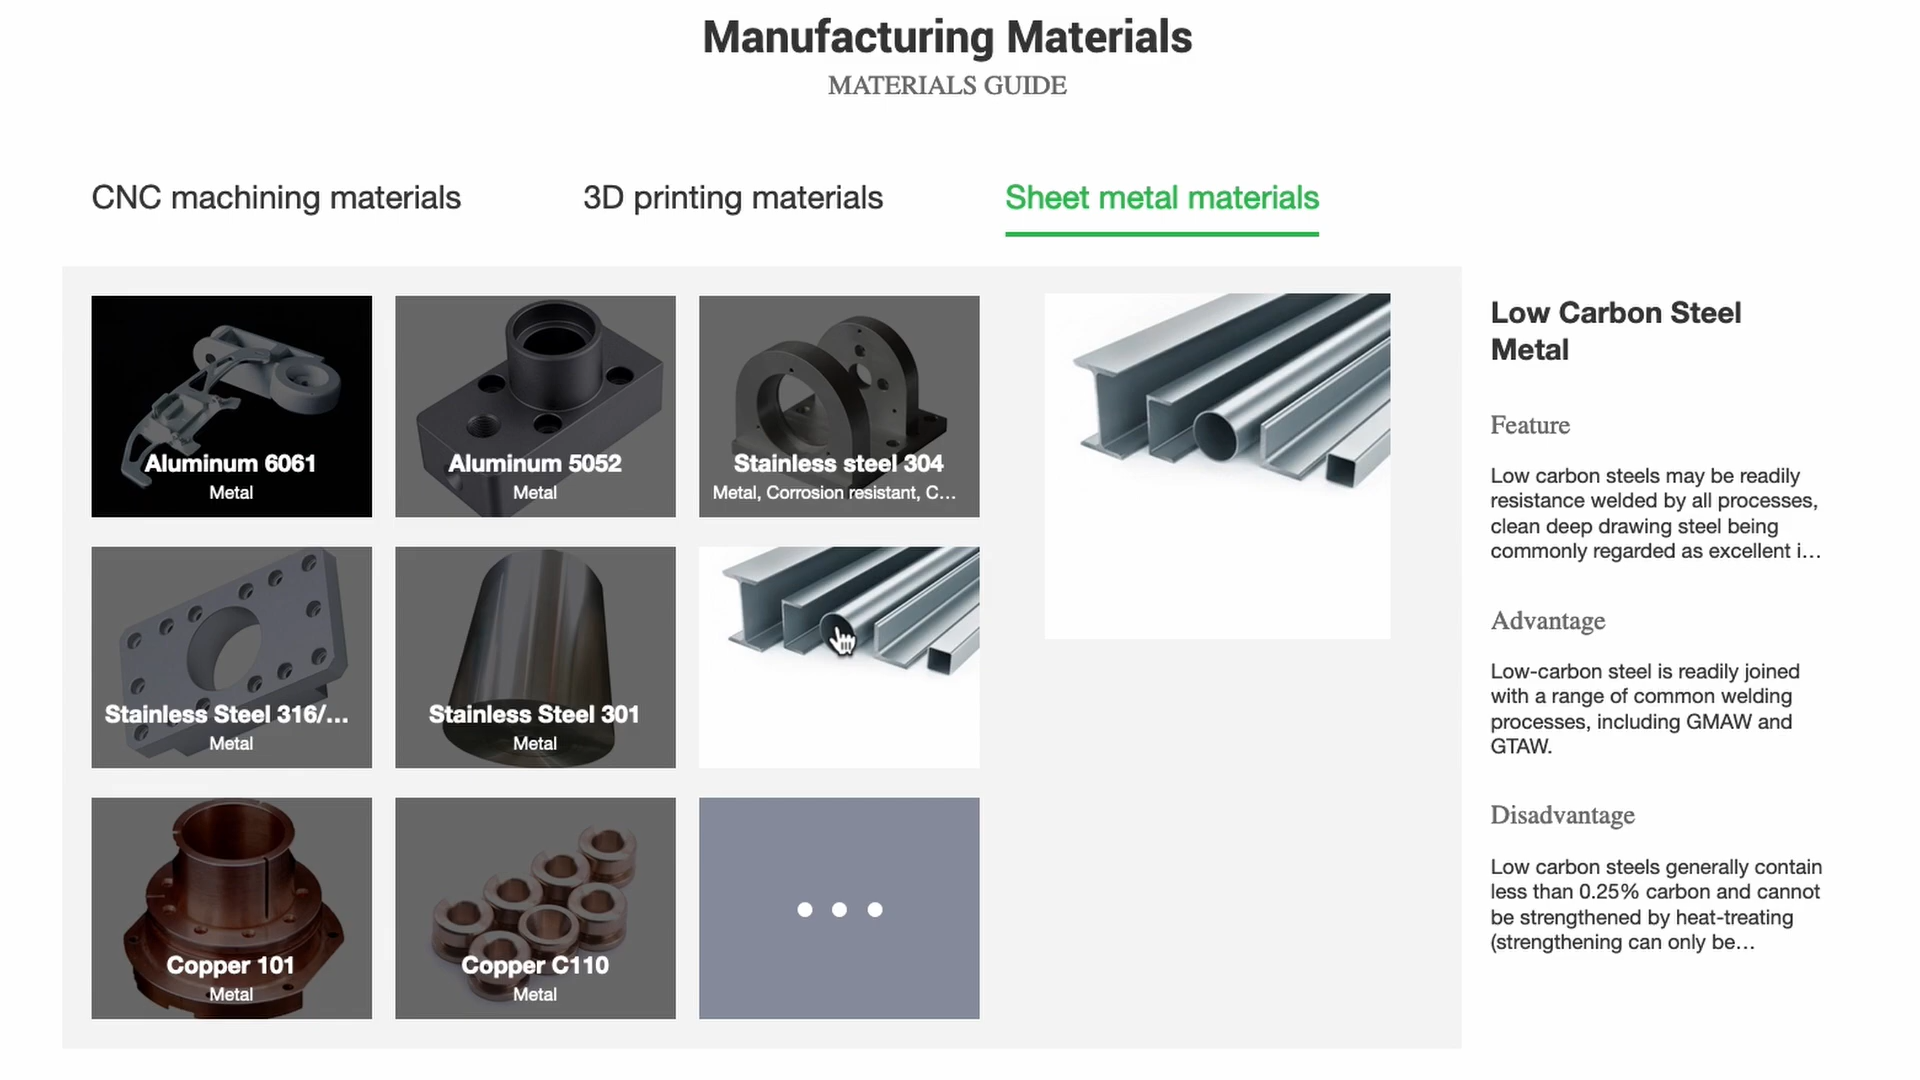 Manufacturing Materials
MATERIALS GUIDE
CNC machining materials
3D printing materials
Sheet metal materials
Aluminum 6061
Metal
Aluminum 5052
Metal
Stainless steel 304
Metal, Corrosion resistant, C...
Stainless Steel 316/...
Metal
Stainless Steel 301
Metal
Copper 101
Metal
Copper C110
Metal
Low Carbon Steel
Metal
Feature
Low carbon steels may be readily
resistance welded by all processes,
clean deep drawing steel being
commonly regarded as excellent i...
Advantage
Low-carbon steel is readily joined
with a range of common welding
processes, including GMAW and
GTAW.
Disadvantage
Low carbon steels generally contain
less than 0.25% carbon and cannot
be strengthened by heat-treating
(strengthening can only be...